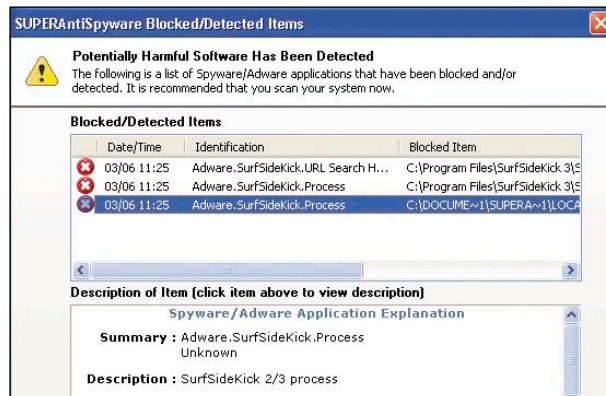 SUPERAntiSpyware Blocked/Detected Items
Potentially Harmful Software Has Been Detected
The following is a list of Spyware/Adware applications that have been blocked and/or
detected. It is recommended that you scan your system now.
Blocked/Detected Items
Date/Time Identification Blocked Item
03/06 11:25 Adware.SurfSideKick.URL Search H... C:\Program Files\SurfSideKick 3\S
03/06 11:25 Adware.SurfSideKick.Process C:\Program Files\SurfSideKick 3\S
03/06 11:25 Adware.SurfSideKick.Process C:\DOCUME~1\SUPERA~1\LOCA
Description of Item (click item above to view description)
Spyware/Adware Application Explanation
Summary : Adware.SurfSideKick.Process
Unknown
Description : SurfSideKick 2/3 process